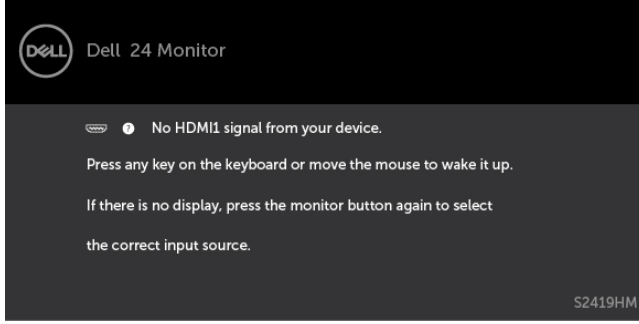 DELL
Dell 24 Monitor
No HDMI1 signal from your device.
Press any key on the keyboard or move the mouse to wake it up.
If there is no display, press the monitor button again to select
the correct input source.
S2419HM